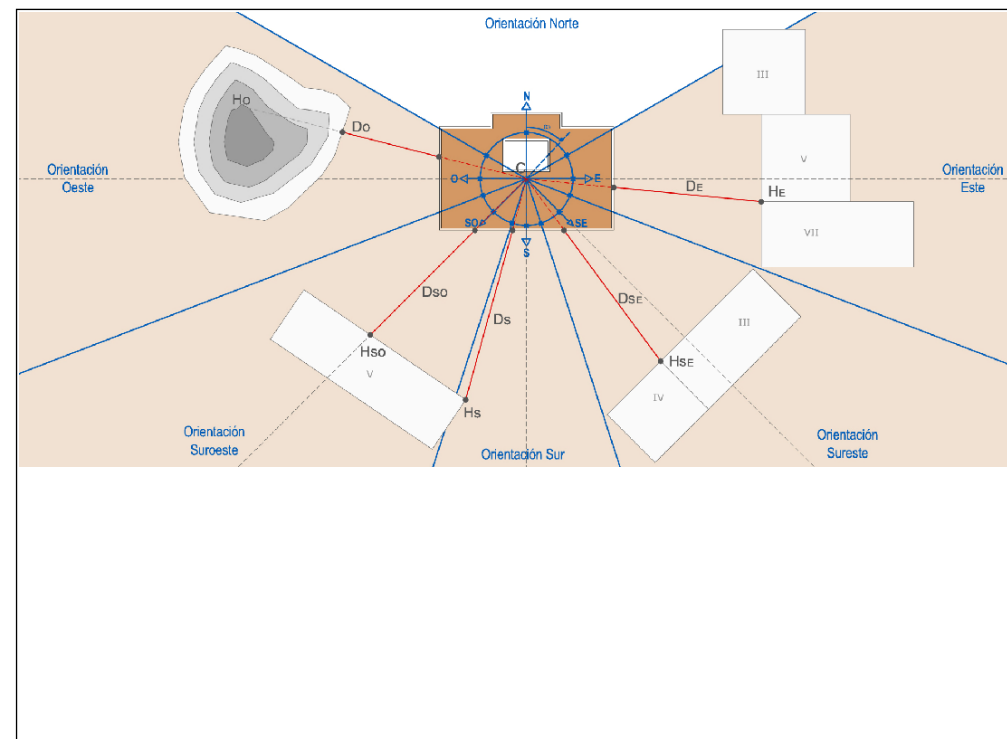 Orientación Norte
III
Ho
Do
N
C
V
Orientación
Oeste
O
E
DE
HE
Orientación
Este
SO
SE
S
VII
Dso
Ds
DSE
III
Hso
V
HSE
Hs
IV
Orientación
Suroeste
Orientación Sur
Orientación
Sureste